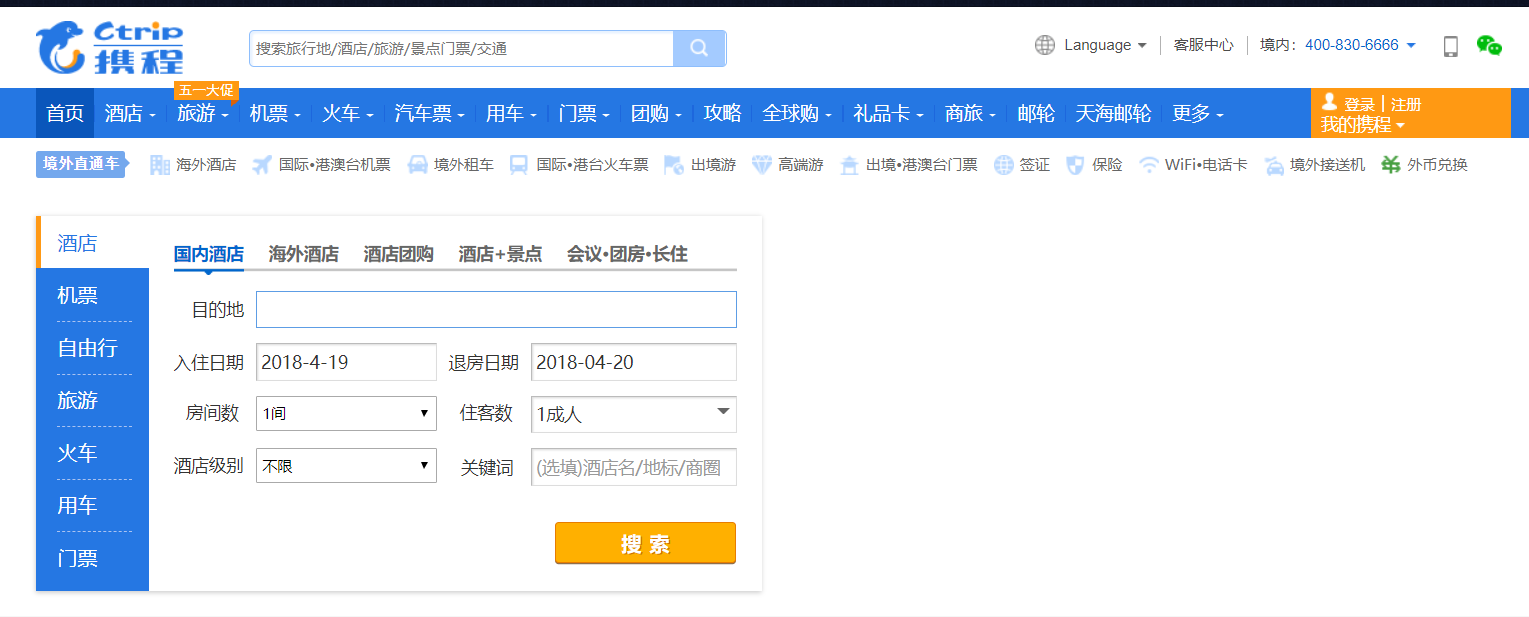 Ctrip
携程
搜索旅行地/酒店/旅游/景点门票/交通
Language 客服中心 境内: 400-830-6666
五一大促
首页 酒店 旅游 机票 火车 汽车票 用车 门票 团购 攻略 全球购 礼品卡 商旅 邮轮 天海邮轮 更多
登录 | 注册
我的携程
境外直通车 海外酒店 国际•港澳台机票 境外租车 国际•港台火车票 出境游 高端游 出境•港澳台门票 签证 保险 WiFi•电话卡 境外接送机 外币兑换
酒店
机票
自由行
旅游
火车
用车
门票
国内酒店 海外酒店 酒店团购 酒店+景点 会议•团房•长住
目的地
入住日期 2018-4-19 退房日期 2018-04-20
房间数 1间 住客数 1成人
酒店级别 不限 关键词 (选填)酒店名/地标/商圈
搜 索